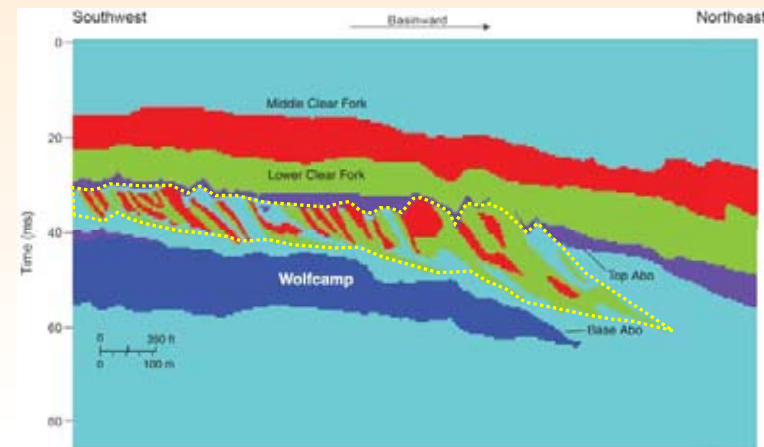 Southwest
Basinward
Northeast
0
Middle Clear Fork
20
Lower Clear Fork
Time (ms)
40
Top Abo
Wolfcamp
Base Abo
60
0 350 ft
0 100 m
80